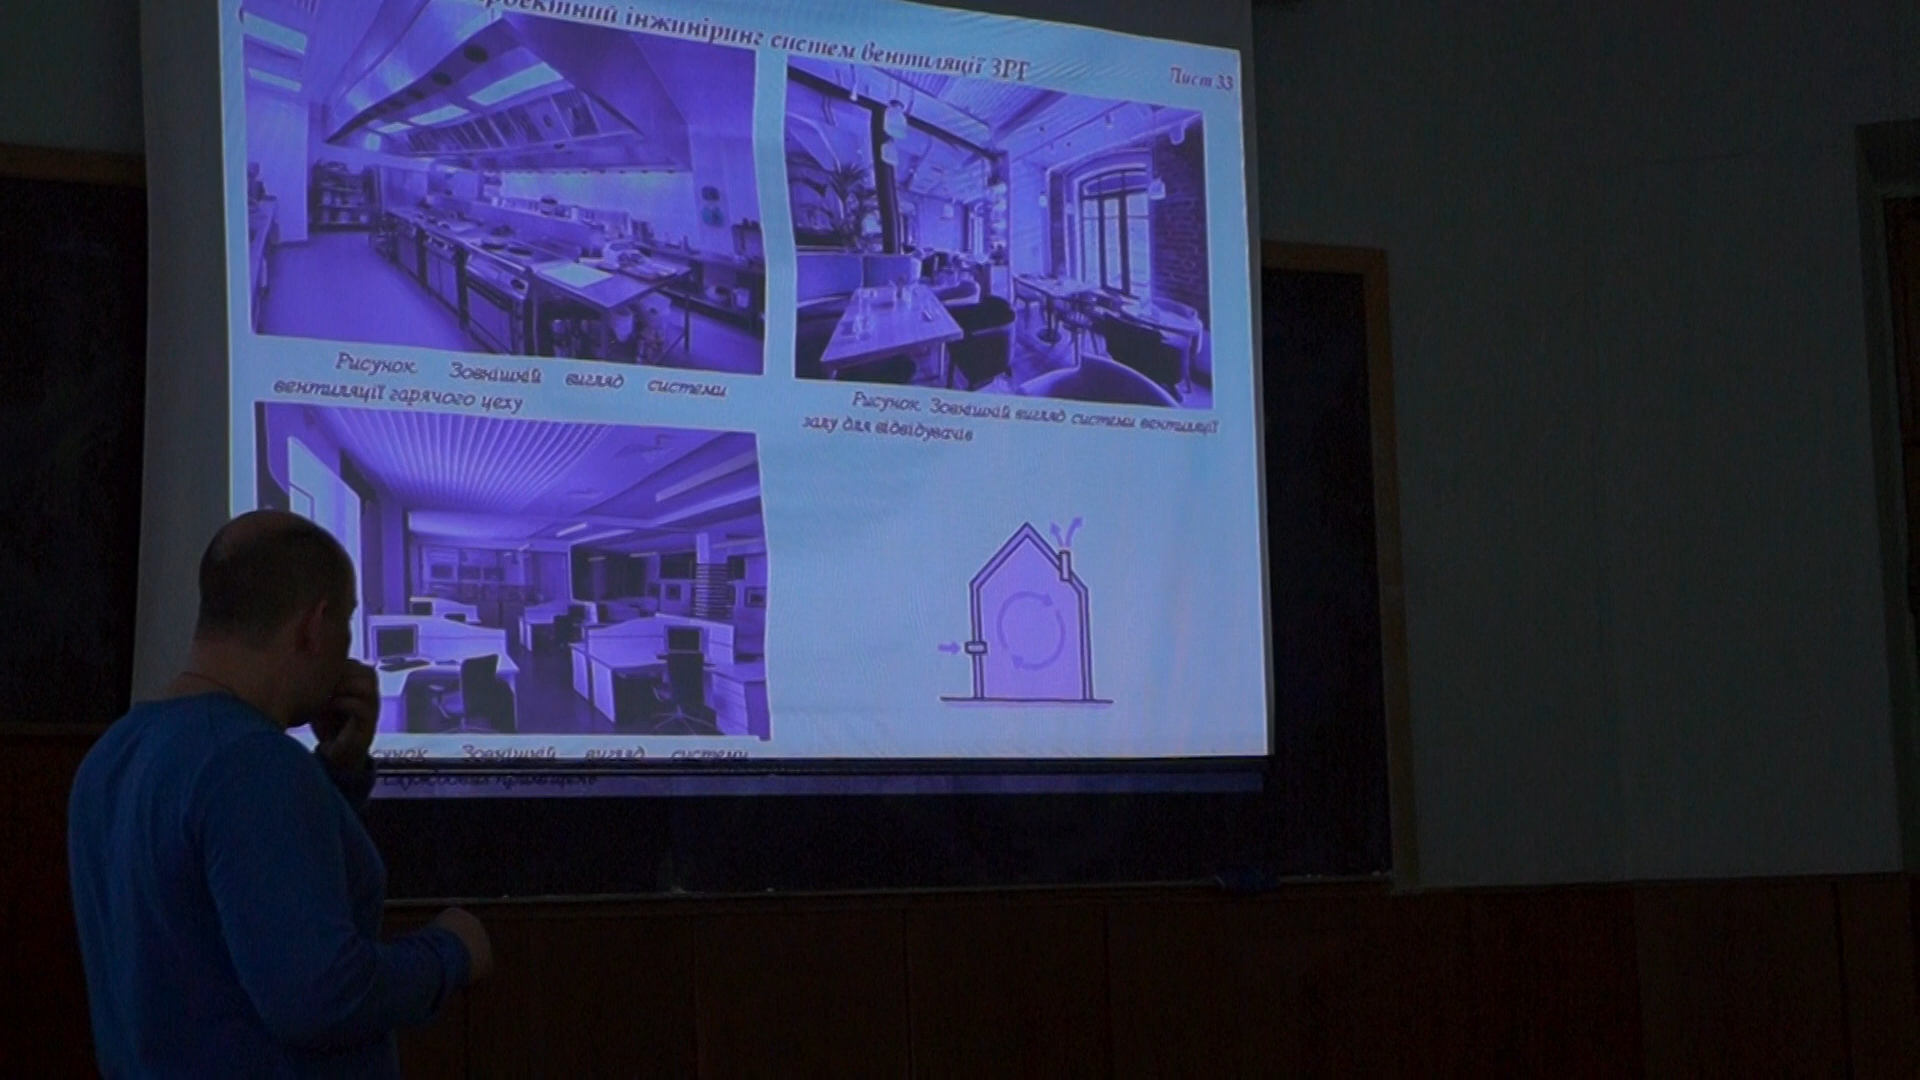 інжиніринг систем вентиляції ЗРГ
Лист 33
Рисунок. Зовнішній вигляд системи
вентиляції гарячого цеху
Рисунок. Зовнішній вигляд системи вентиляції
залу для відвідувачів
Зовнішній вигляд системи